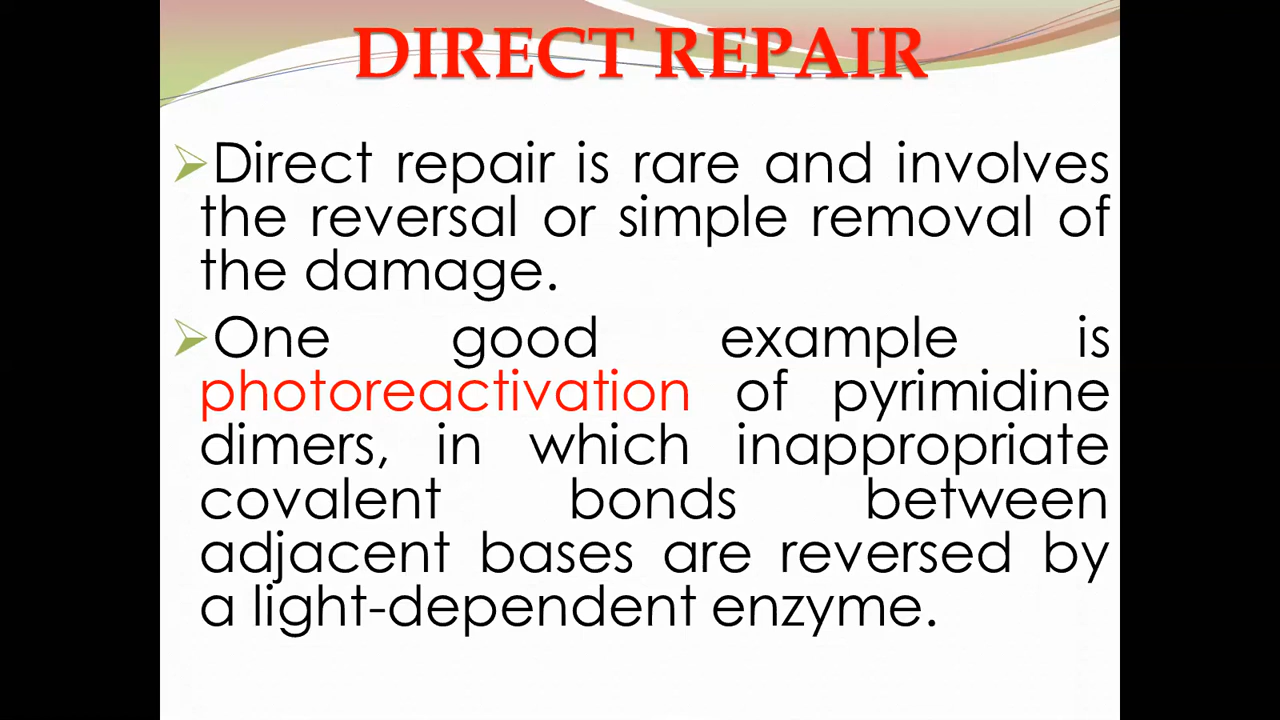 DIRECT REPAIR
Direct repair is rare and involves
the reversal or simple removal of
the damage.
One good example is
photoreactivation of pyrimidine
dimers, in which inappropriate
covalent bonds between
adjacent bases are reversed by
a light-dependent enzyme.